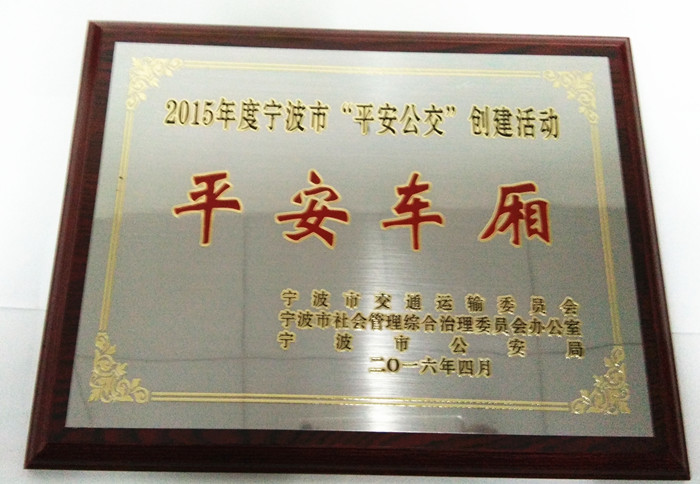 2015年度宁波市“平安公交”创建活动
平安车厢
宁波市交通运输委员会
宁波市社会管理综合治理委员会办公室
宁波市公安局
二〇一六年四月